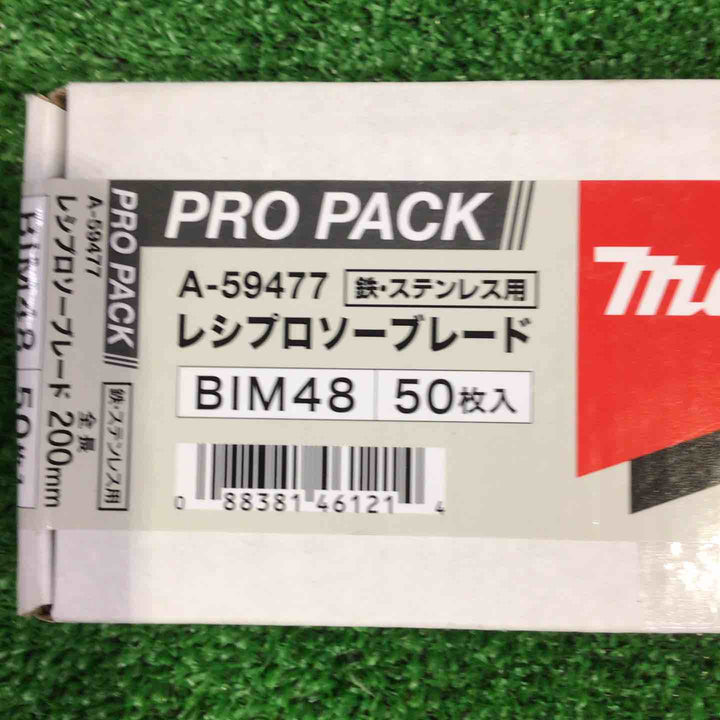 PRO PACK
A-59477 鉄・ステンレス用
レシプロソーブレード
BIM48 50枚入
0 88381 46121 4
PRO PACK
A-59477
レシプロソーブレード 200mm
全長
鉄・ステンレス用
BIM48